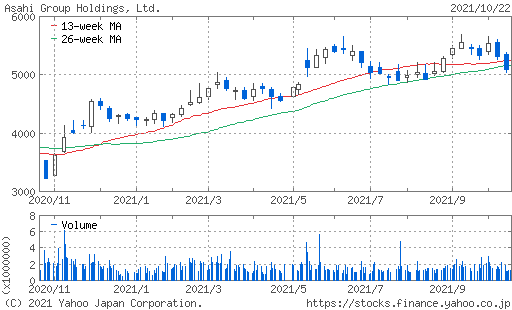 Asahi Group Holdings, Ltd. 2021/10/22
6000
13-week MA
26-week MA
5000
4000
3000
2020/11 2021/1 2021/3 2021/5 2021/7 2021/9
8
Volume
6
4
2
0
(x1000000)
2020/11 2021/1 2021/3 2021/5 2021/7 2021/9
(C) 2021 Yahoo Japan Corporation. https://stocks.finance.yahoo.co.jp/